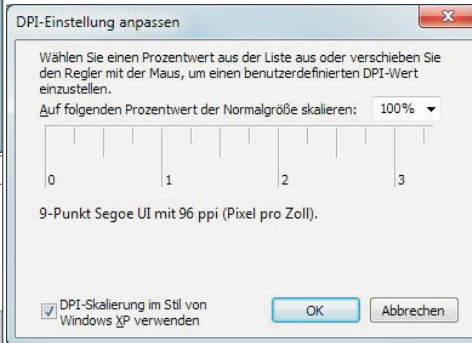 DPI-Einstellung anpassen
Wählen Sie einen Prozentwert aus der Liste aus oder verschieben Sie
den Regler mit der Maus, um einen benutzerdefinierten DPI-Wert
einzustellen.
Auf folgenden Prozentwert der Normalgröße skalieren: 100%
0 1 2 3
9-Punkt Segoe UI mit 96 ppi (Pixel pro Zoll).
DPI-Skalierung im Stil von
Windows XP verwenden
OK Abbrechen